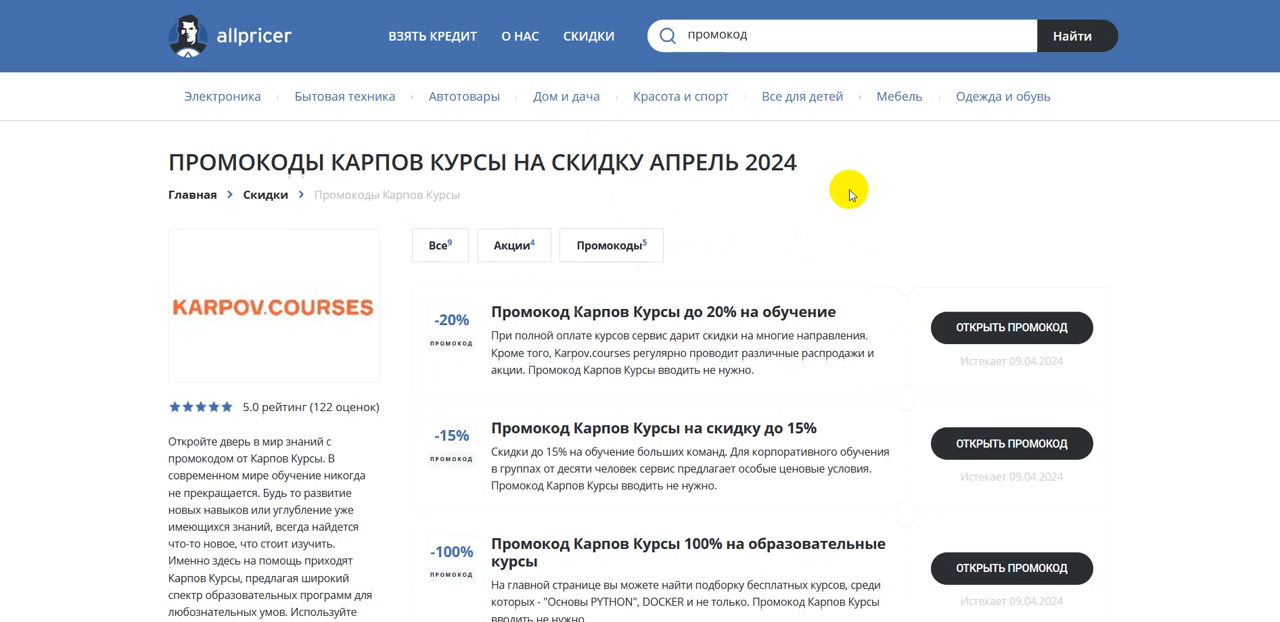 allpricer
ВЗЯТЬ КРЕДИТ
О НАС
СКИДКИ
промокод
Найти
Электроника
Бытовая техника
Автотовары
Дом и дача
Красота и спорт
Все для детей
Мебель
Одежда и обувь
ПРОМОКОДЫ КАРПОВ КУРСЫ НА СКИДКУ АПРЕЛЬ 2024
Главная
Скидки
Промокоды Карпов Курсы
KARPOV.COURSES
5.0 рейтинг (122 оценок)
Откройте дверь в мир знаний с
промокодом от Карпов Курсы. В
современном мире обучение никогда
не прекращается. Будь то развитие
новых навыков или углубление уже
имеющихся знаний, всегда найдется
что-то новое, что стоит изучить.
Именно здесь на помощь приходят
Карпов Курсы, предлагая широкий
спектр образовательных программ для
любознательных умов. Используйте
Все9
Акции4
Промокоды5
-20%
ПРОМОКОД
Промокод Карпов Курсы до 20% на обучение
При полной оплате курсов сервис дарит скидки на многие направления.
Кроме того, Karpov.courses регулярно проводит различные распродажи и
акции. Промокод Карпов Курсы вводить не нужно.
ОТКРЫТЬ ПРОМОКОД
Истекает 09.04.2024
-15%
ПРОМОКОД
Промокод Карпов Курсы на скидку до 15%
Скидки до 15% на обучение больших команд. Для корпоративного обучения
в группах от десяти человек сервис предлагает особые ценовые условия.
Промокод Карпов Курсы вводить не нужно.
ОТКРЫТЬ ПРОМОКОД
Истекает 09.04.2024
-100%
ПРОМОКОД
Промокод Карпов Курсы 100% на образовательные
курсы
На главной странице вы можете найти подборку бесплатных курсов, среди
которых - "Основы PYTHON", DOCKER и не только. Промокод Карпов Курсы
вводить не нужно.
ОТКРЫТЬ ПРОМОКОД
Истекает 09.04.2024